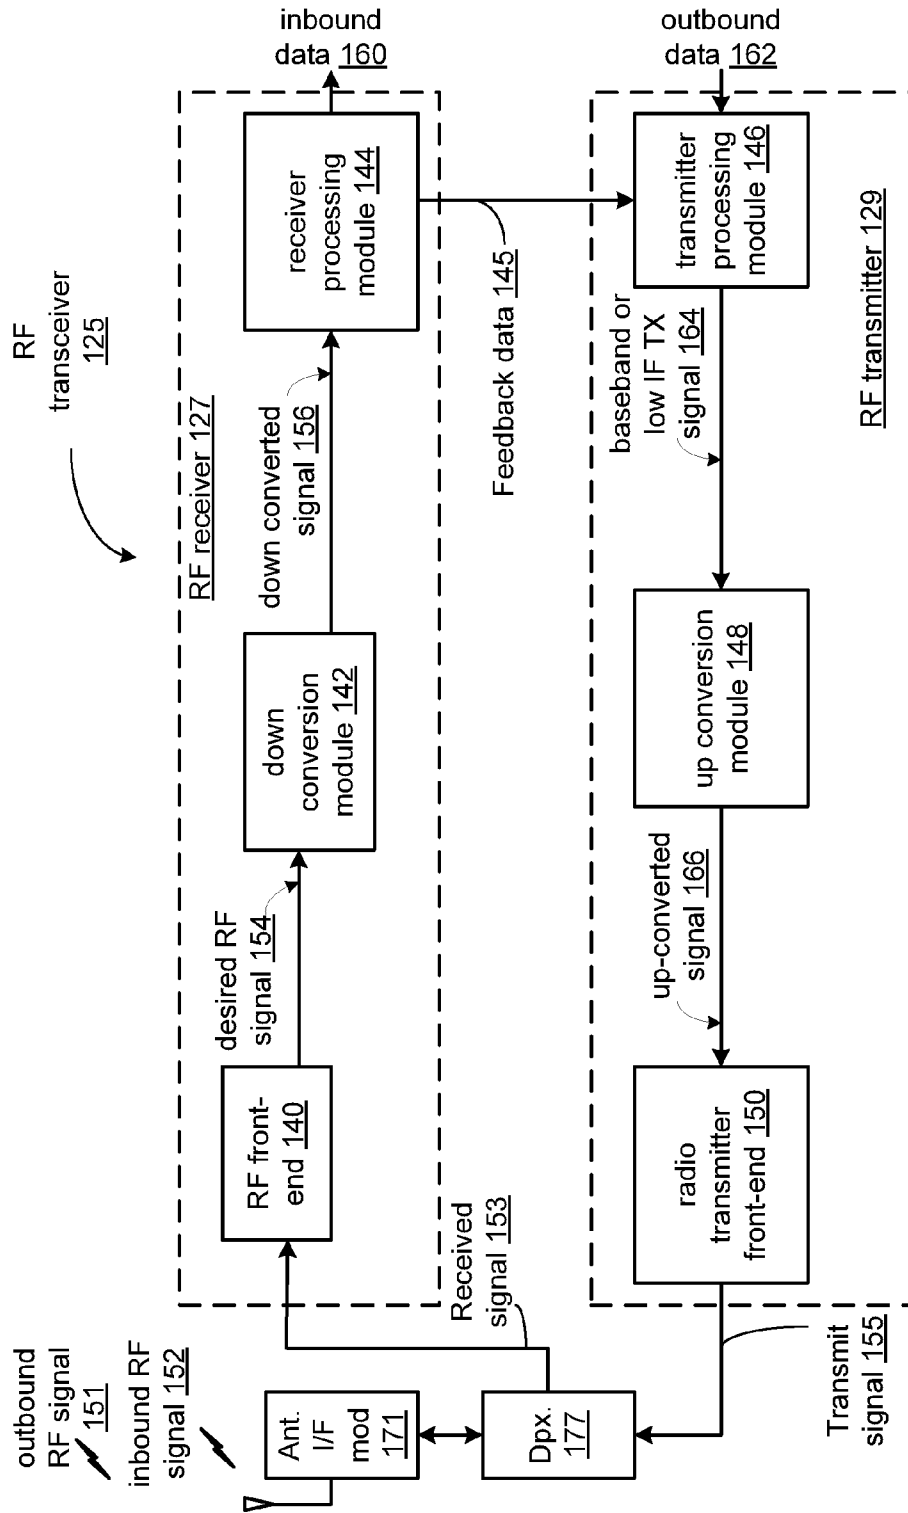 RF
transceiver
125
outbound
RF signal
151
inbound RF
signal 152
Ant.
I/F
mod
171
Dpx.
177
Received
signal 153
Transmit
signal 155
RF receiver 127
RF front-
end 140
desired RF
signal 154
down
conversion
module 142
down converted
signal 156
receiver
processing
module 144
inbound
data 160
Feedback data 145
outbound
data 162
transmitter
processing
module 146
baseband or
low IF TX
signal 164
up conversion
module 148
up-converted
signal 166
radio
transmitter
front-end 150
RF transmitter 129